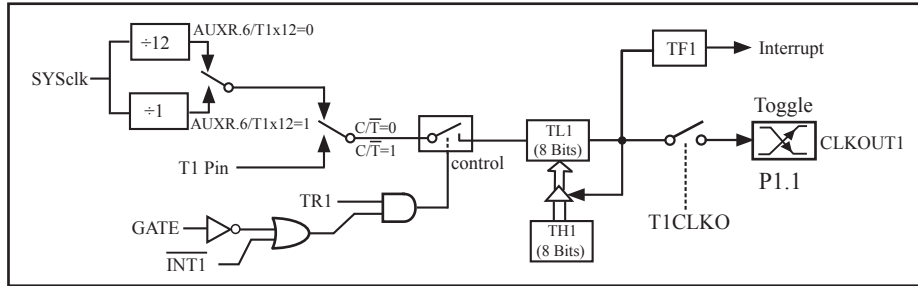 AUXR.6/T1x12=0
÷12
SYSclk
÷1
AUXR.6/T1x12=1
T1 Pin
C/T̅=0
C/T̅=1
control
TR1
GATE
I̅N̅T̅1̅
TL1
(8 Bits)
TH1
(8 Bits)
TF1
Interrupt
T1CLKO
Toggle
CLKOUT1
P1.1